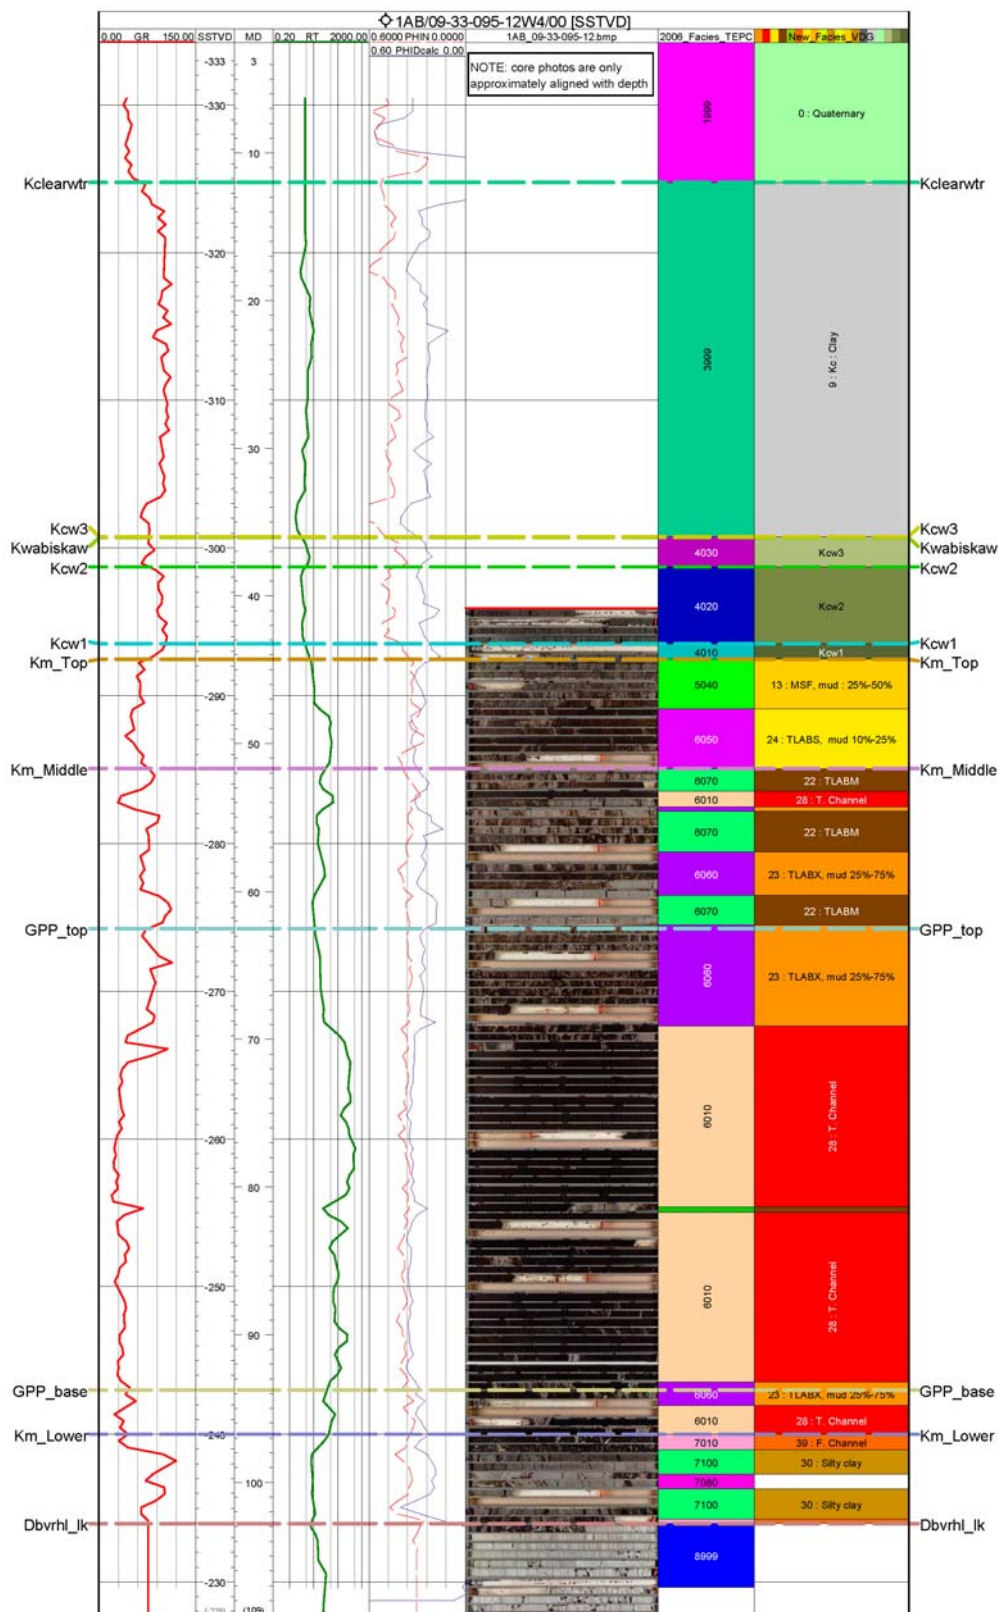 1AB/09-33-095-12W4/00 [SSTVD]
0.00 GR 150.00 SSTVD MD 0.20 RT 2000.00 0.6000 PHIN 0.0000 1AB_09-33-095-12.bmp 2006_Facies_TEPC New_Facies_VDG
0.60 PHIDcalc 0.00
-333 3
NOTE: core photos are only
approximately aligned with depth
-330
1999 0 : Quaternary
10
Kclearwtr Kclearwtr
-320
20
3999 9 : Kc : Clay
-310
30
Kcw3 Kcw3
-300 4030 Kcw3
Kwabiskaw Kwabiskaw
Kcw2 Kcw2
40 4020 Kcw2
Kcw1 Kcw1
4010 Kcw1
Km_Top Km_Top
5040 13 : MSF, mud : 25%-50%
-290
50 6050 24 : TLABS, mud 10%-25%
Km_Middle Km_Middle
6070 22 : TLABM
6010 28 : T. Channel
6070 22 : TLABM
-280
6060 23 : TLABX, mud 25%-75%
60
6070 22 : TLABM
GPP_top GPP_top
6060 23 : TLABX, mud 25%-75%
-270
70
6010 28 : T. Channel
-260
80
-250
6010 28 : T. Channel
90
GPP_base GPP_base
6060 23 : TLABX, mud 25%-75%
6010 28 : T. Channel
Km_Lower -240 Km_Lower
7010 39 : F. Channel
7100 30 : Silty clay
100 7080
7100 30 : Silty clay
Dbvrhl_lk Dbvrhl_lk
8999
-230
(109)